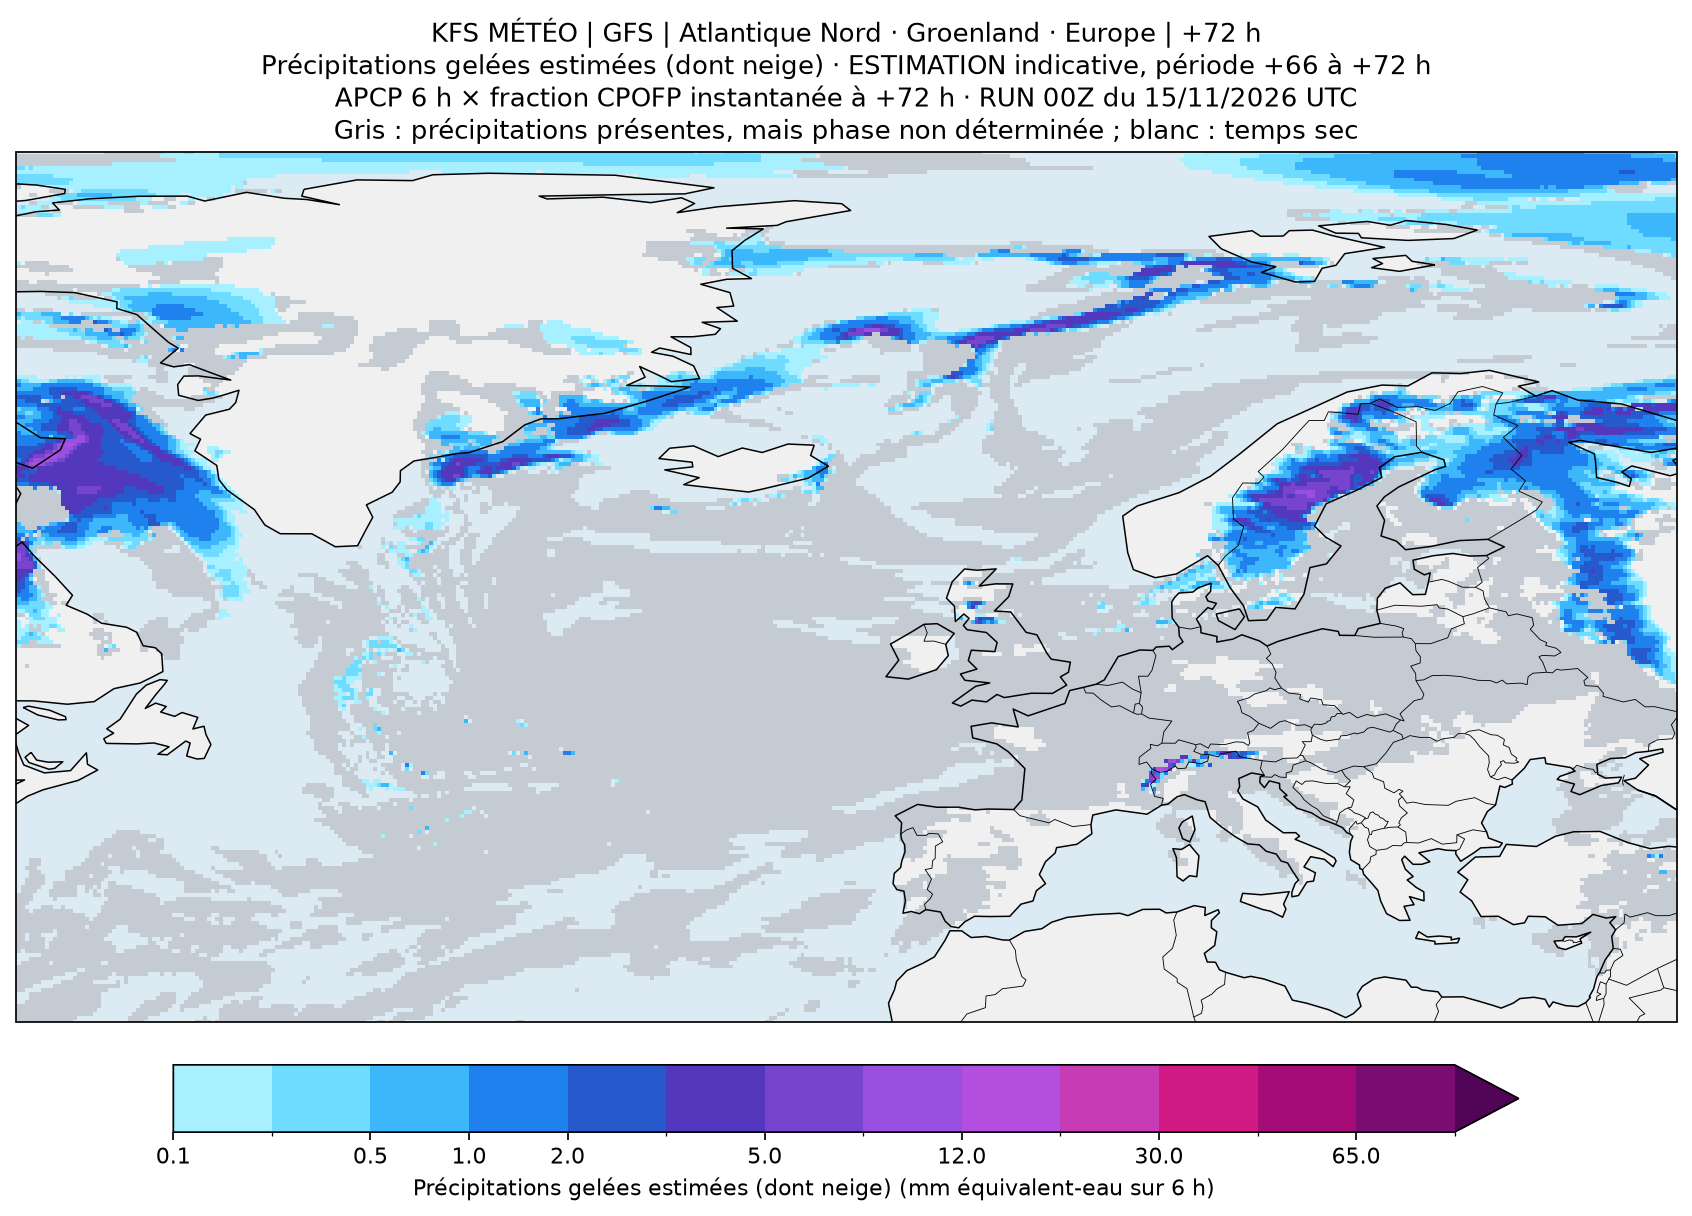 KFS MÉTÉO | GFS | Atlantique Nord · Groenland · Europe | +72 h
Précipitations gelées estimées (dont neige) · ESTIMATION indicative, période +66 à +72 h
APCP 6 h × fraction CPOFP instantanée à +72 h · RUN 00Z du 15/11/2026 UTC
Gris : précipitations présentes, mais phase non déterminée ; blanc : temps sec
0.1 0.5 1.0 2.0 5.0 12.0 30.0 65.0
Précipitations gelées estimées (dont neige) (mm équivalent-eau sur 6 h)